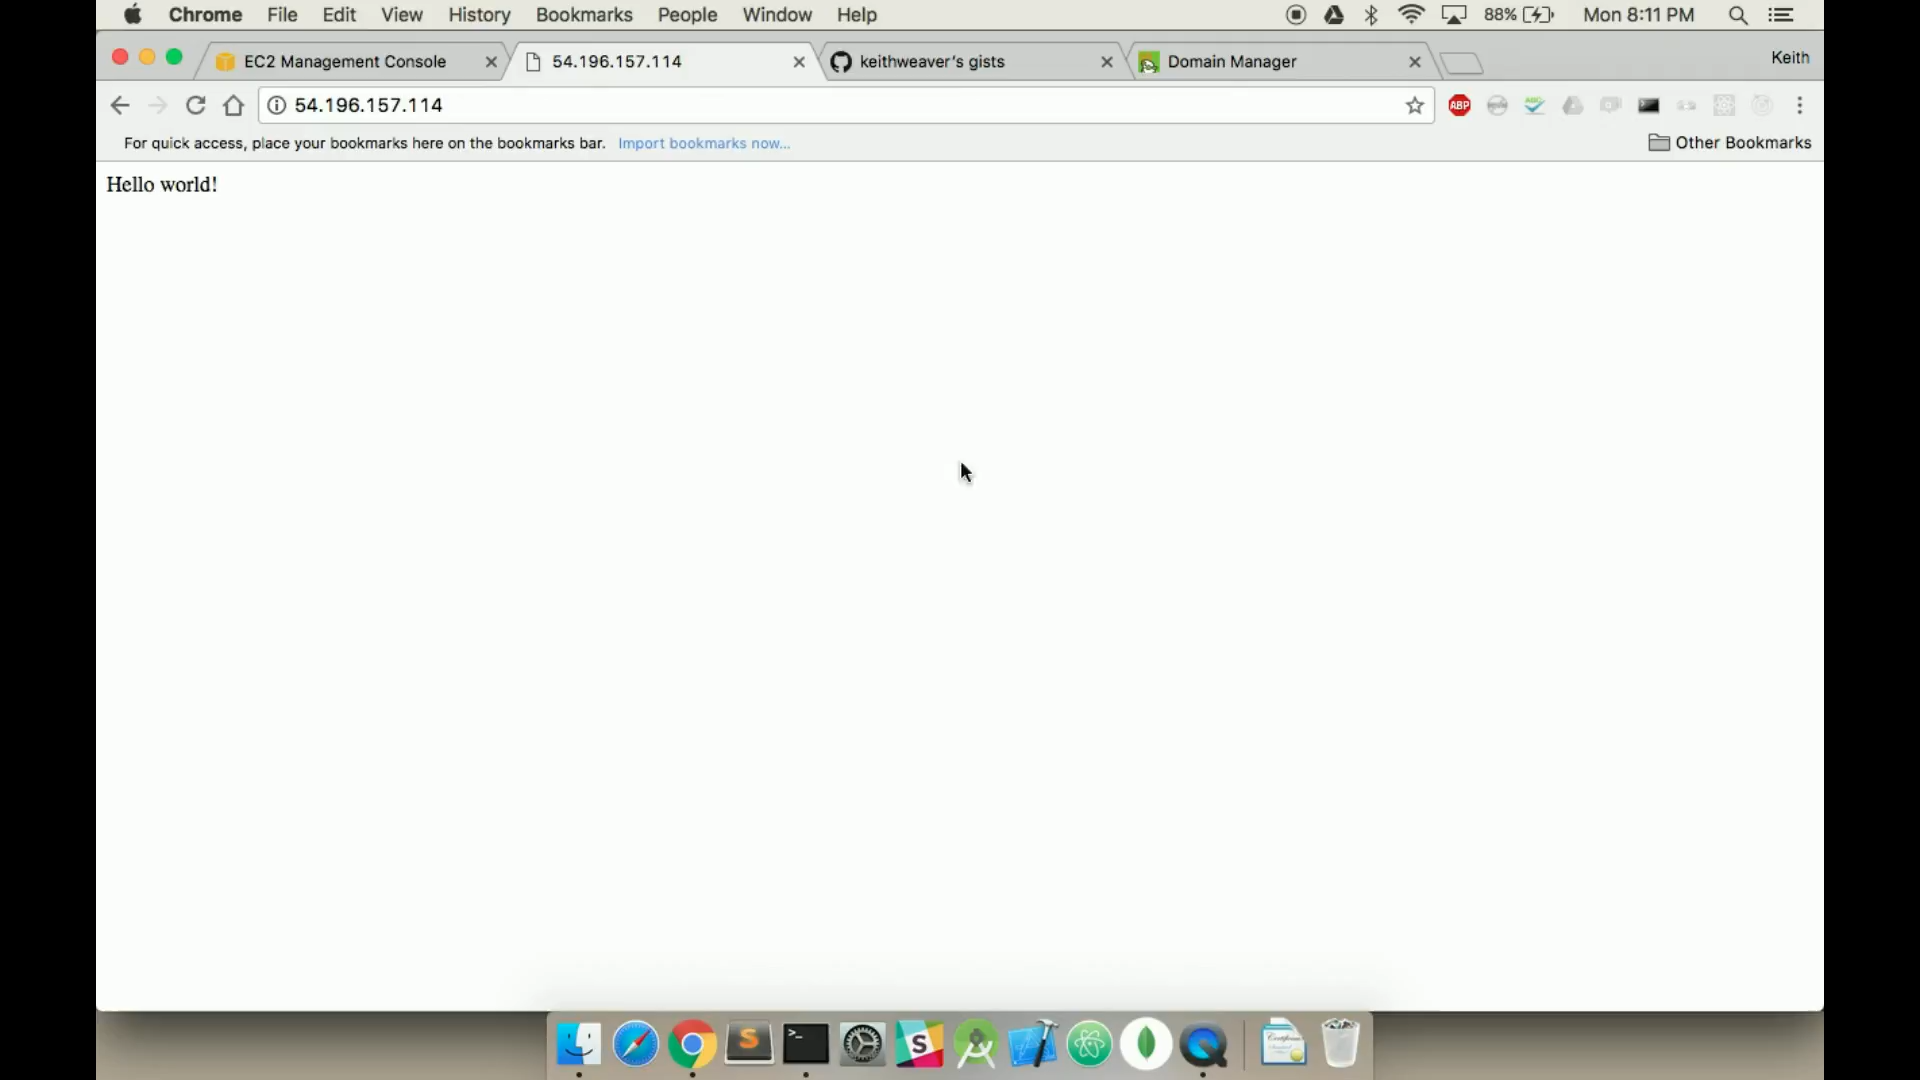 Chrome File Edit View History Bookmarks People Window Help 88% Mon 8:11 PM
EC2 Management Console 54.196.157.114 keithweaver's gists Domain Manager Keith
54.196.157.114 ABP
For quick access, place your bookmarks here on the bookmarks bar. Import bookmarks now... Other Bookmarks
Hello world!